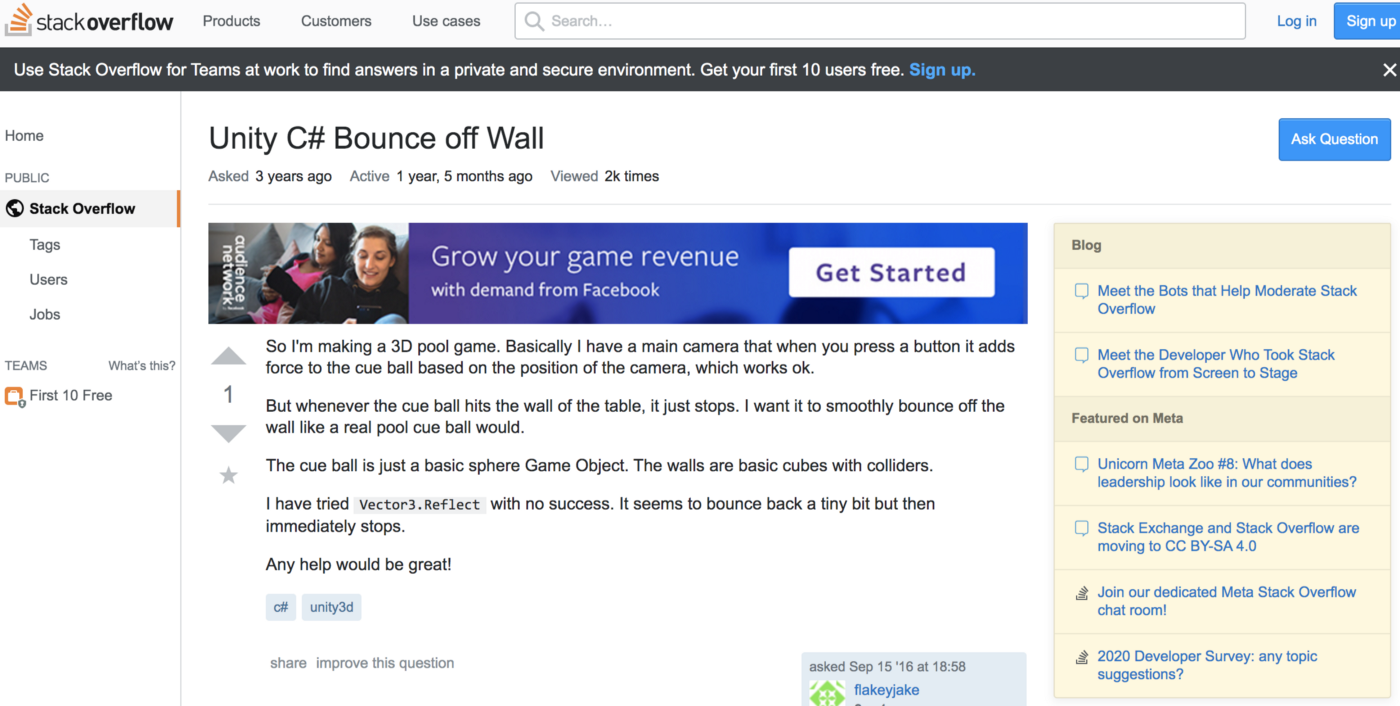 stackoverflow
Products
Customers
Use cases
Search…
Log in
Sign up
Use Stack Overflow for Teams at work to find answers in a private and secure environment. Get your first 10 users free. Sign up.
Home
PUBLIC
Stack Overflow
Tags
Users
Jobs
TEAMS
What's this?
First 10 Free
Unity C# Bounce off Wall
Ask Question
Asked 3 years ago Active 1 year, 5 months ago Viewed 2k times
audience
network
Grow your game revenue
with demand from Facebook
Get Started
1
So I'm making a 3D pool game. Basically I have a main camera that when you press a button it adds
force to the cue ball based on the position of the camera, which works ok.
But whenever the cue ball hits the wall of the table, it just stops. I want it to smoothly bounce off the
wall like a real pool cue ball would.
The cue ball is just a basic sphere Game Object. The walls are basic cubes with colliders.
I have tried Vector3.Reflect with no success. It seems to bounce back a tiny bit but then
immediately stops.
Any help would be great!
c#
unity3d
share improve this question
asked Sep 15 '16 at 18:58
flakeyjake
Blog
Meet the Bots that Help Moderate Stack
Overflow
Meet the Developer Who Took Stack
Overflow from Screen to Stage
Featured on Meta
Unicorn Meta Zoo #8: What does
leadership look like in our communities?
Stack Exchange and Stack Overflow are
moving to CC BY-SA 4.0
Join our dedicated Meta Stack Overflow
chat room!
2020 Developer Survey: any topic
suggestions?